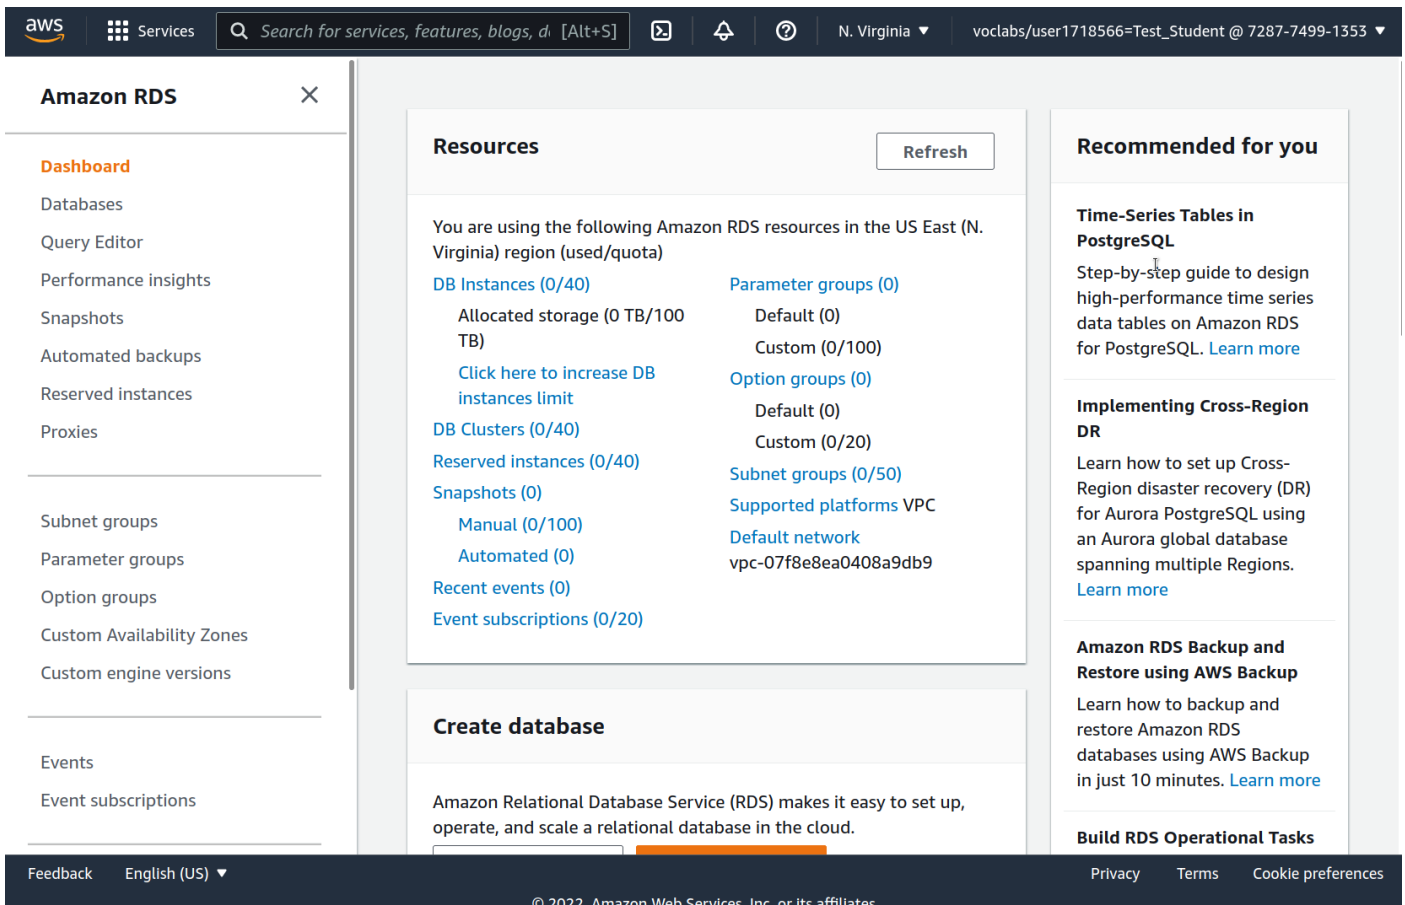 aws
Services
Search for services, features, blogs, d [Alt+S]
N. Virginia ▼
voclabs/user1718566=Test_Student @ 7287-7499-1353 ▼
Amazon RDS
Dashboard
Databases
Query Editor
Performance insights
Snapshots
Automated backups
Reserved instances
Proxies
Subnet groups
Parameter groups
Option groups
Custom Availability Zones
Custom engine versions
Events
Event subscriptions
Resources
Refresh
You are using the following Amazon RDS resources in the US East (N.
Virginia) region (used/quota)
DB Instances (0/40)
Allocated storage (0 TB/100
TB)
Click here to increase DB
instances limit
DB Clusters (0/40)
Reserved instances (0/40)
Snapshots (0)
Manual (0/100)
Automated (0)
Recent events (0)
Event subscriptions (0/20)
Parameter groups (0)
Default (0)
Custom (0/100)
Option groups (0)
Default (0)
Custom (0/20)
Subnet groups (0/50)
Supported platforms VPC
Default network
vpc-07f8e8ea0408a9db9
Create database
Amazon Relational Database Service (RDS) makes it easy to set up,
operate, and scale a relational database in the cloud.
Recommended for you
Time-Series Tables in
PostgreSQL
Step-by-step guide to design
high-performance time series
data tables on Amazon RDS
for PostgreSQL. Learn more
Implementing Cross-Region
DR
Learn how to set up Cross-
Region disaster recovery (DR)
for Aurora PostgreSQL using
an Aurora global database
spanning multiple Regions.
Learn more
Amazon RDS Backup and
Restore using AWS Backup
Learn how to backup and
restore Amazon RDS
databases using AWS Backup
in just 10 minutes. Learn more
Build RDS Operational Tasks
Feedback
English (US) ▼
Privacy
Terms
Cookie preferences
© 2022, Amazon Web Services, Inc. or its affiliates.